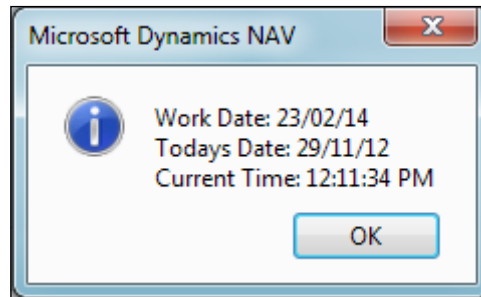 Microsoft Dynamics NAV
Work Date: 23/02/14
Todays Date: 29/11/12
Current Time: 12:11:34 PM
OK